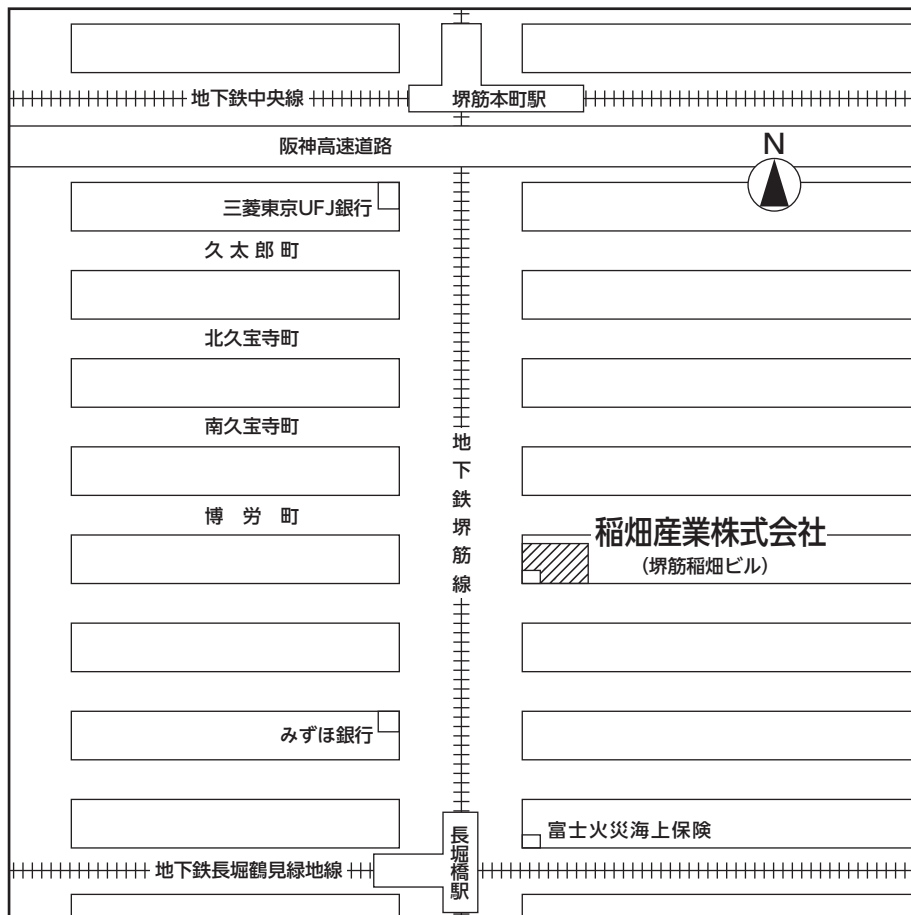 地下鉄中央線
堺筋本町駅
阪神高速道路
N
三菱東京UFJ銀行
久太郎町
北久宝寺町
南久宝寺町
地下鉄堺筋線
博労町
稲畑産業株式会社
(堺筋稲畑ビル)
みずほ銀行
富士火災海上保険
長堀橋駅
地下鉄長堀鶴見緑地線